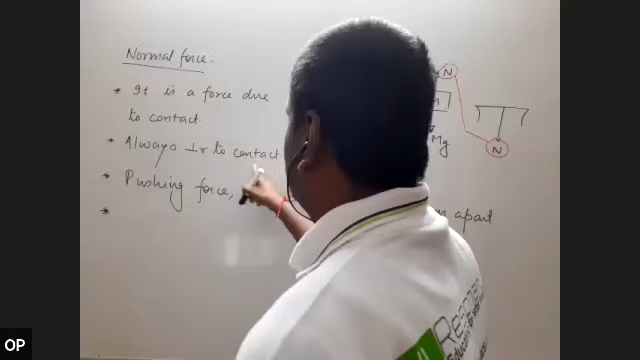 Normal force.
* It is a force due
to contact
* Always ⊥r to contact
* Pushing force,
apart
*
N
N
Mg
OP